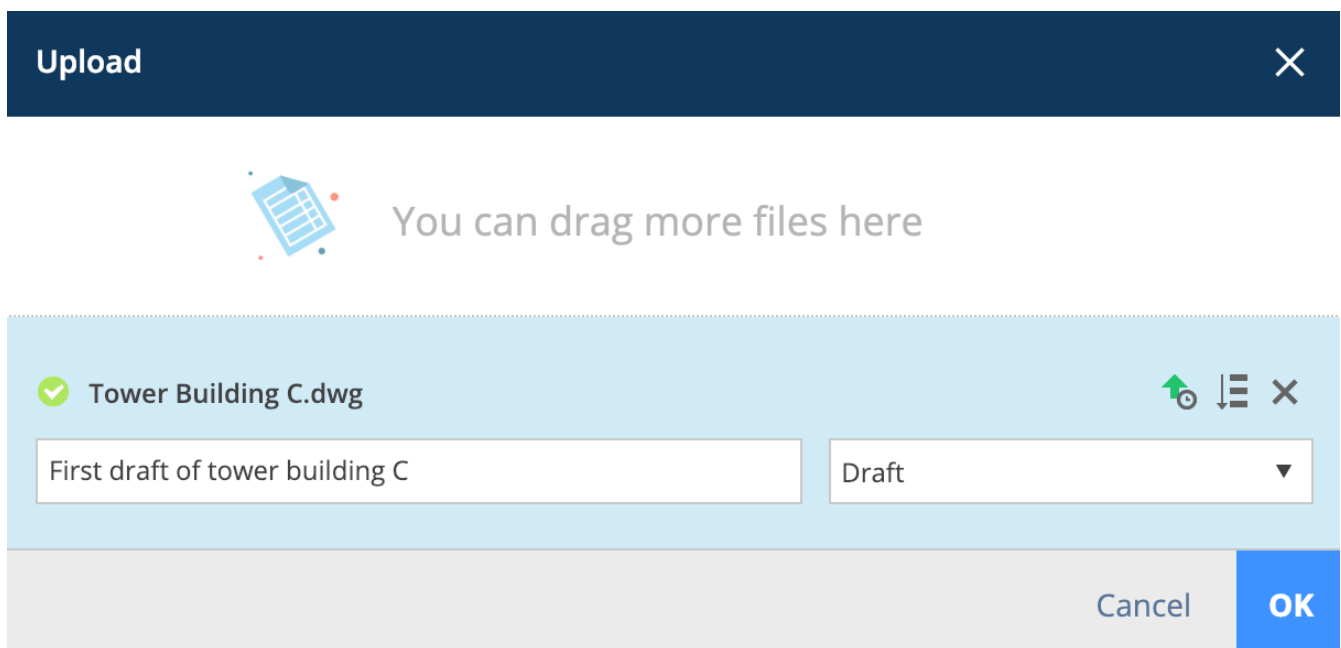 Upload
You can drag more files here
Tower Building C.dwg
First draft of tower building C
Draft
Cancel
OK